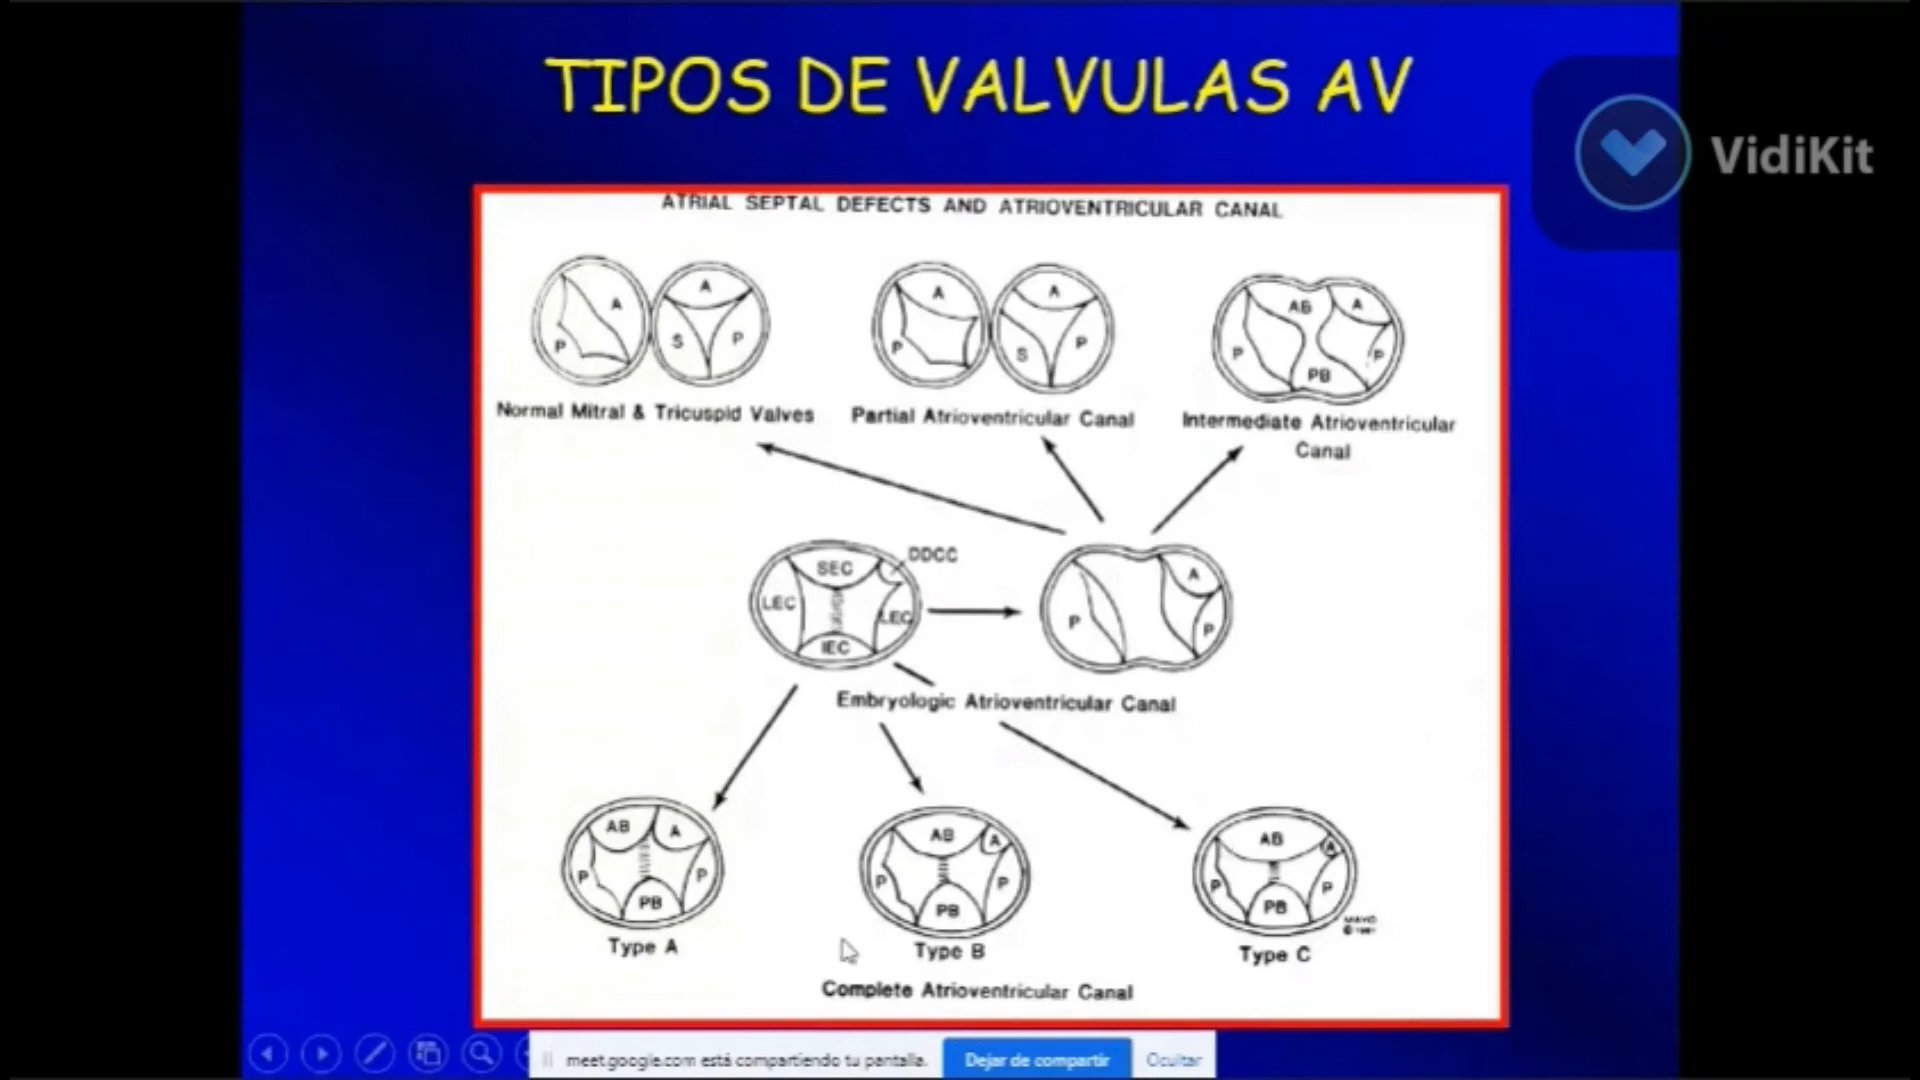 TIPOS DE VALVULAS AV
VidiKit
ATRIAL SEPTAL DEFECTS AND ATRIOVENTRICULAR CANAL
A P A S P
A P A S P
AB A P PB P
Normal Mitral & Tricuspid Valves
Partial Atrioventricular Canal
Intermediate Atrioventricular
Canal
SEC DDCC
LEC LEC
IEC
A P P
Embryologic Atrioventricular Canal
AB A P P PB
AB A P P PB
AB A P P PB
MAYO
Type A
Type B
Type C
Complete Atrioventricular Canal
meet.google.com está compartiendo tu pantalla.
Dejar de compartir
Ocultar